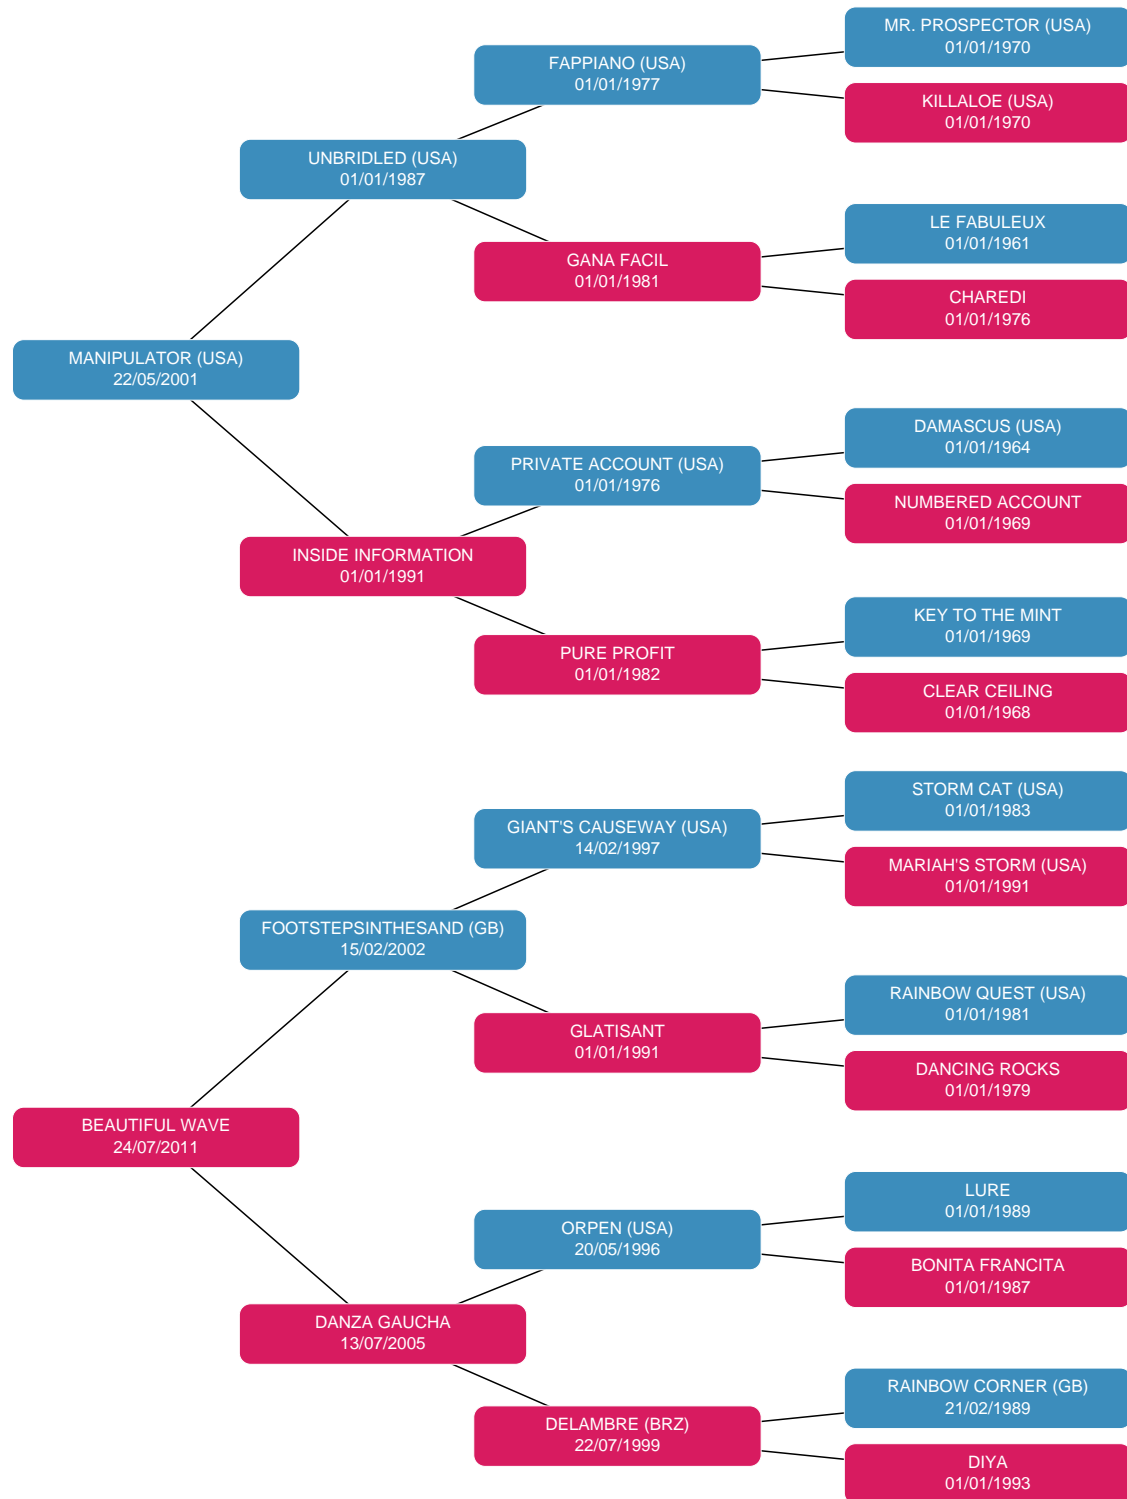 MR. PROSPECTOR (USA)
01/01/1970
FAPPIANO (USA)
01/01/1977
KILLALOE (USA)
01/01/1970
UNBRIDLED (USA)
01/01/1987
LE FABULEUX
01/01/1961
GANA FACIL
01/01/1981
CHAREDI
01/01/1976
MANIPULATOR (USA)
22/05/2001
DAMASCUS (USA)
01/01/1964
PRIVATE ACCOUNT (USA)
01/01/1976
NUMBERED ACCOUNT
01/01/1969
INSIDE INFORMATION
01/01/1991
KEY TO THE MINT
01/01/1969
PURE PROFIT
01/01/1982
CLEAR CEILING
01/01/1968
STORM CAT (USA)
01/01/1983
GIANT'S CAUSEWAY (USA)
14/02/1997
MARIAH'S STORM (USA)
01/01/1991
FOOTSTEPSINTHESAND (GB)
15/02/2002
RAINBOW QUEST (USA)
01/01/1981
GLATISANT
01/01/1991
DANCING ROCKS
01/01/1979
BEAUTIFUL WAVE
24/07/2011
LURE
01/01/1989
ORPEN (USA)
20/05/1996
BONITA FRANCITA
01/01/1987
DANZA GAUCHA
13/07/2005
RAINBOW CORNER (GB)
21/02/1989
DELAMBRE (BRZ)
22/07/1999
DIYA
01/01/1993